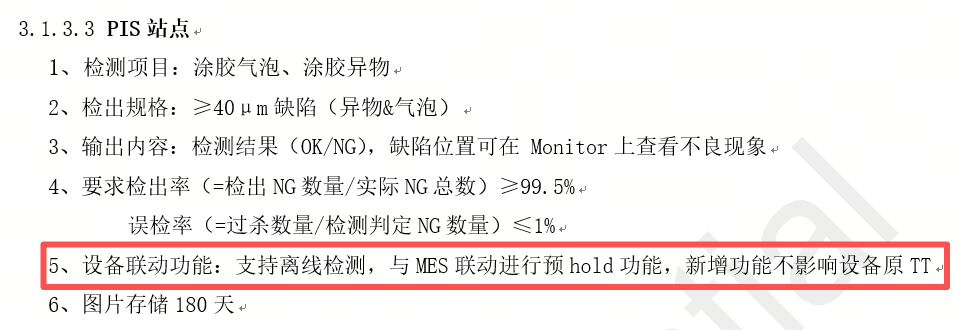 3.1.3.3 PIS 站点
1、检测项目：涂胶气泡、涂胶异物
2、检出规格：≥40μm 缺陷（异物&气泡）
3、输出内容：检测结果（OK/NG），缺陷位置可在 Monitor 上查看不良现象
4、要求检出率（=检出 NG 数量/实际 NG 总数）≥99.5%
误检率（=过杀数量/检测判定 NG 数量）≤1%
5、设备联动功能：支持离线检测，与 MES 联动进行预 hold 功能，新增功能不影响设备原 TT
6、图片存储 180 天